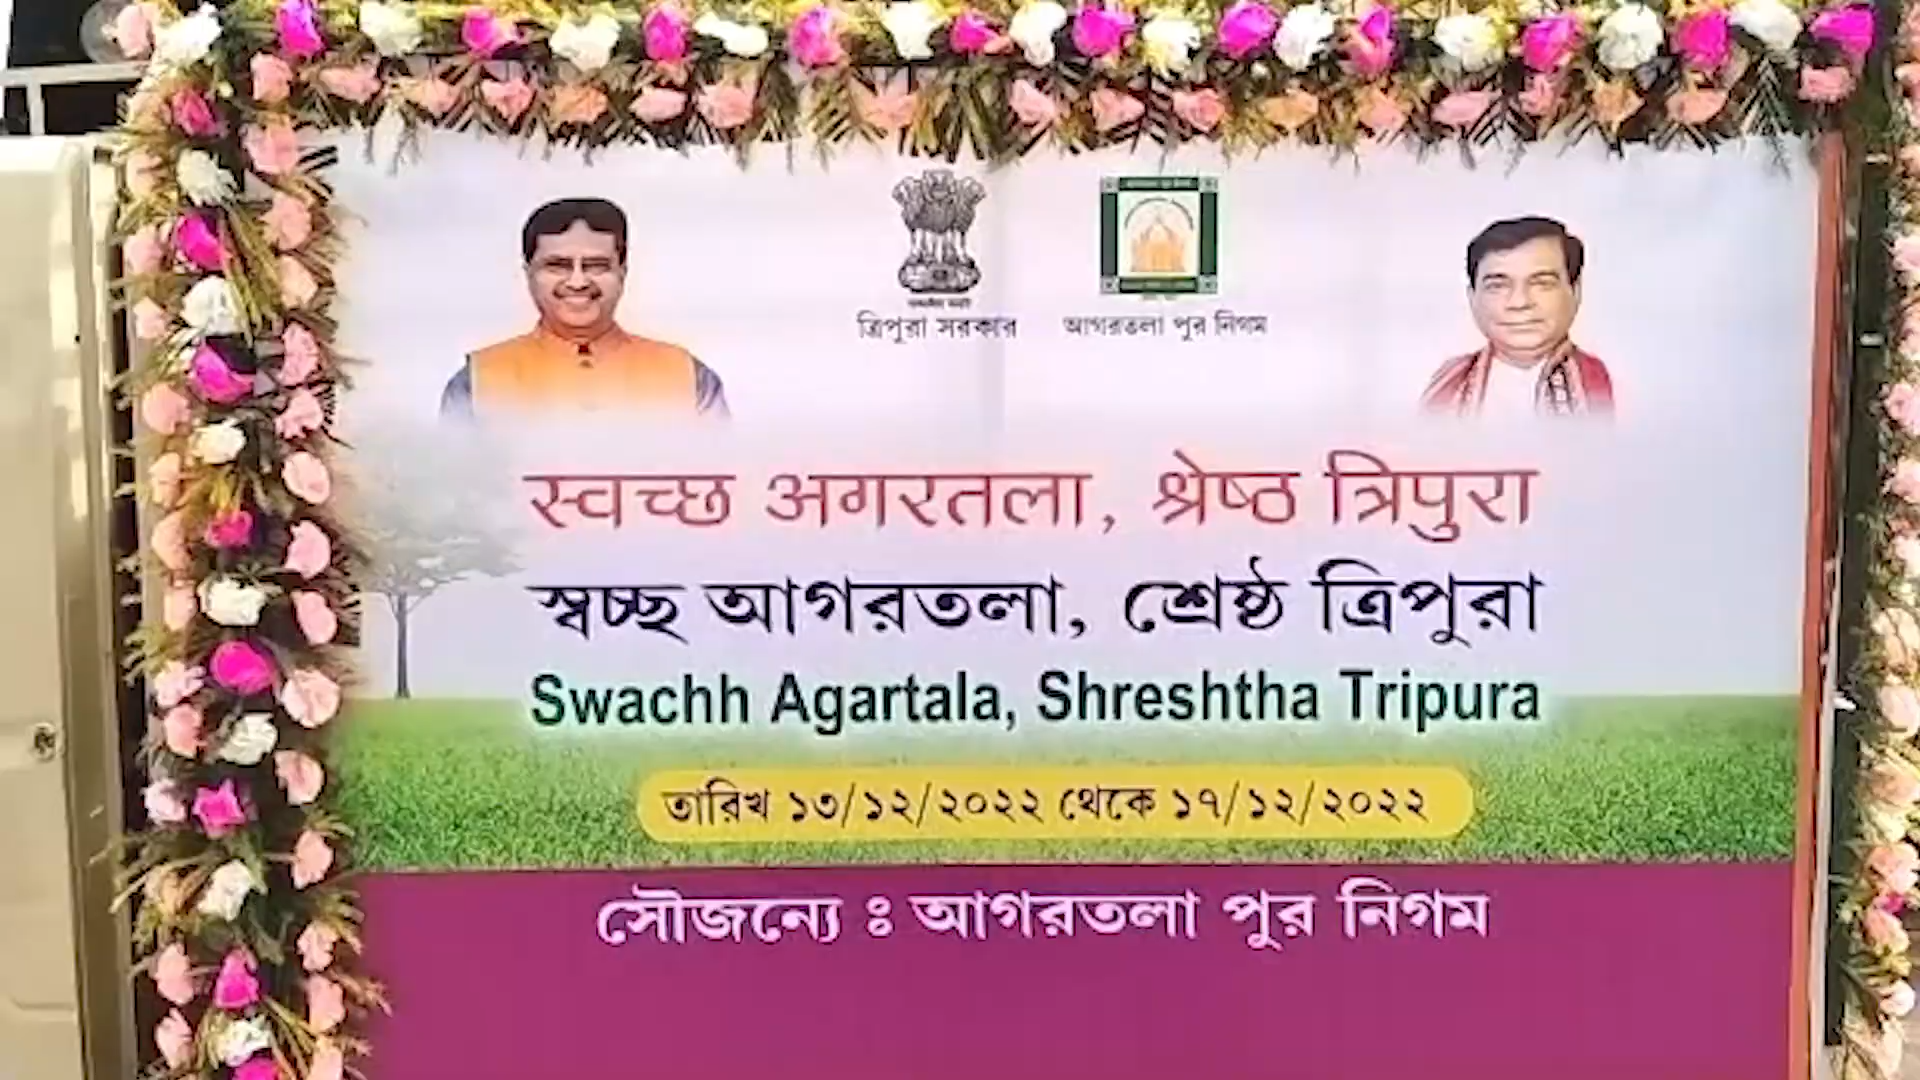 ত্রিপুরা সরকার
আগরতলা পুর নিগম
स्वच्छ अगरतला, श्रेष्ठ त्रिपुरा
স্বচ্ছ আগরতলা, শ্রেষ্ঠ ত্রিপুরা
Swachh Agartala, Shreshtha Tripura
তারিখ ১৩/১২/২০২২ থেকে ১৭/১২/২০২২
সৌজন্যে ঃ আগরতলা পুর নিগম